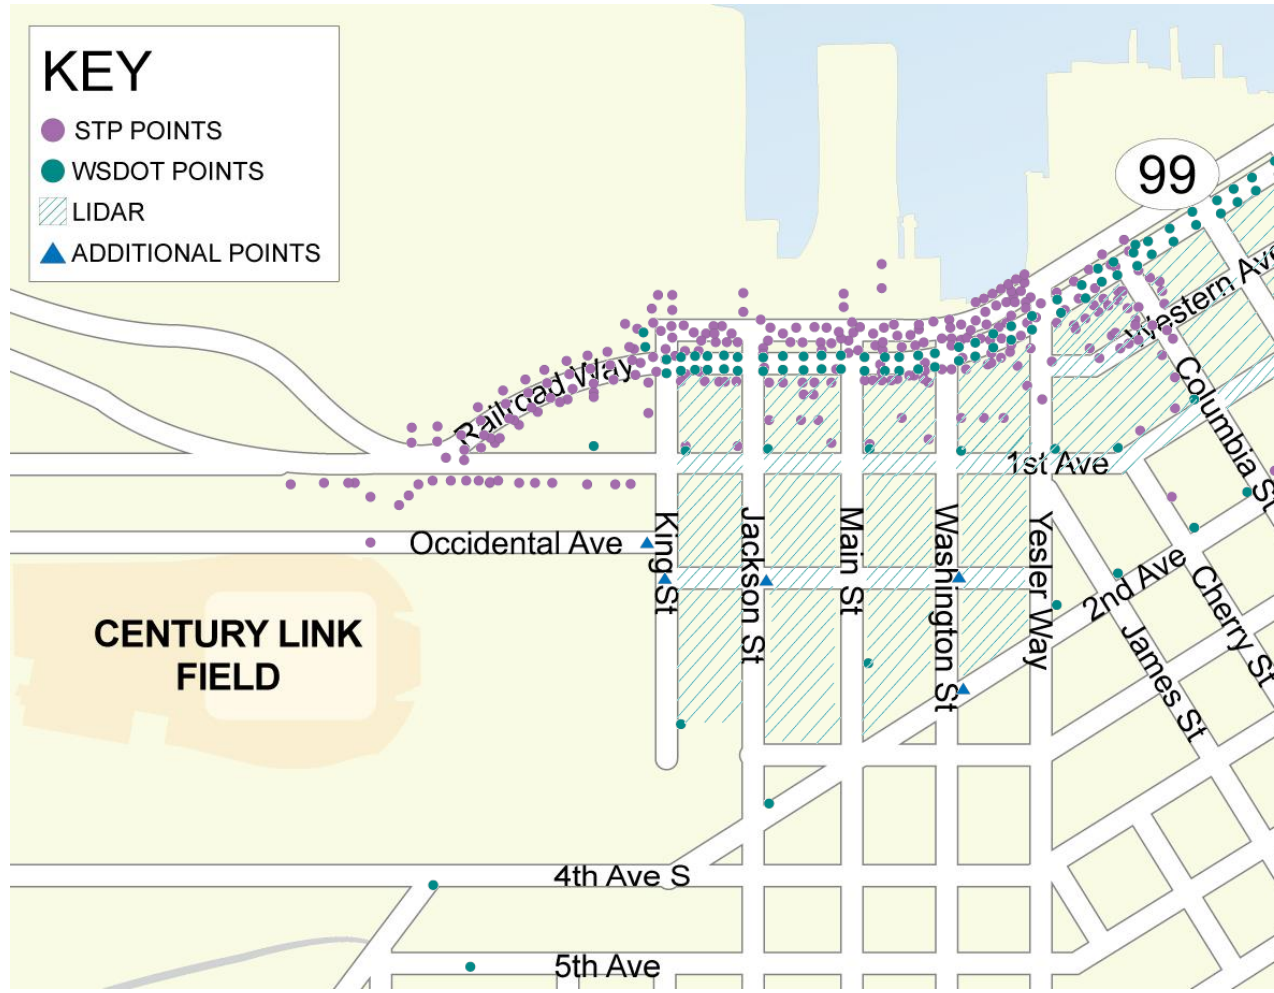 KEY
STP POINTS
WSDOT POINTS
LIDAR
ADDITIONAL POINTS
99
Western Ave
Railroad Way
Columbia St
1st Ave
King St
Jackson St
Main St
Washington St
Yesler Way
Occidental Ave
2nd Ave
Cherry St
James St
CENTURY LINK
FIELD
4th Ave S
5th Ave